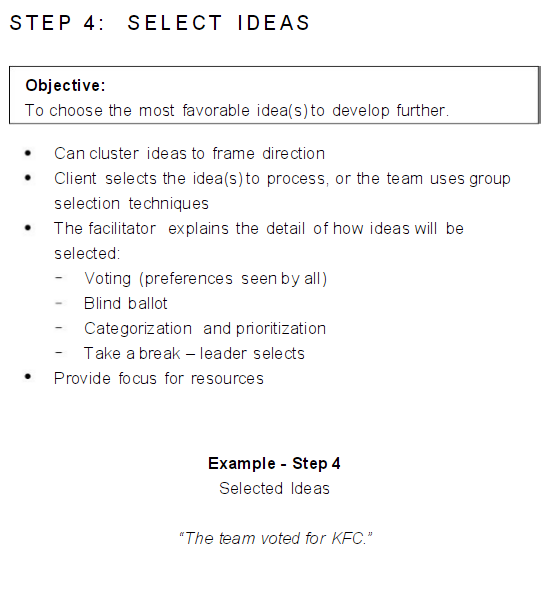 STEP 4: SELECT IDEAS
Objective:
To choose the most favorable idea(s) to develop further.
• Can cluster ideas to frame direction
• Client selects the idea(s) to process, or the team uses group
selection techniques
• The facilitator explains the detail of how ideas will be
selected:
– Voting (preferences seen by all)
– Blind ballot
– Categorization and prioritization
– Take a break – leader selects
• Provide focus for resources
Example - Step 4
Selected Ideas
"The team voted for KFC."